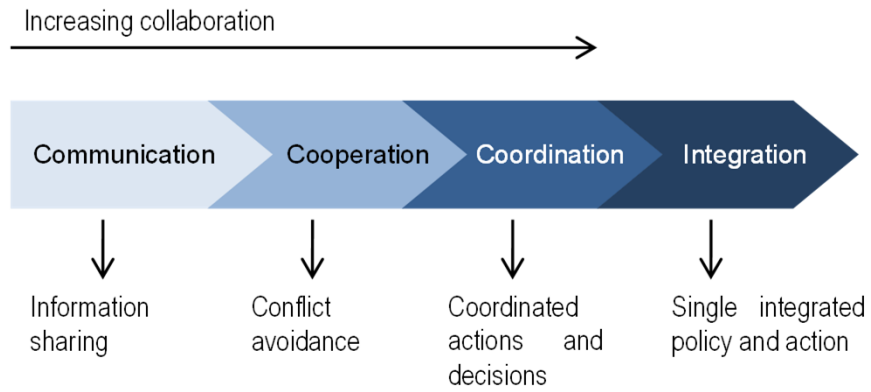 Increasing collaboration
Communication
Cooperation
Coordination
Integration
Information
sharing
Conflict
avoidance
Coordinated
actions and
decisions
Single integrated
policy and action